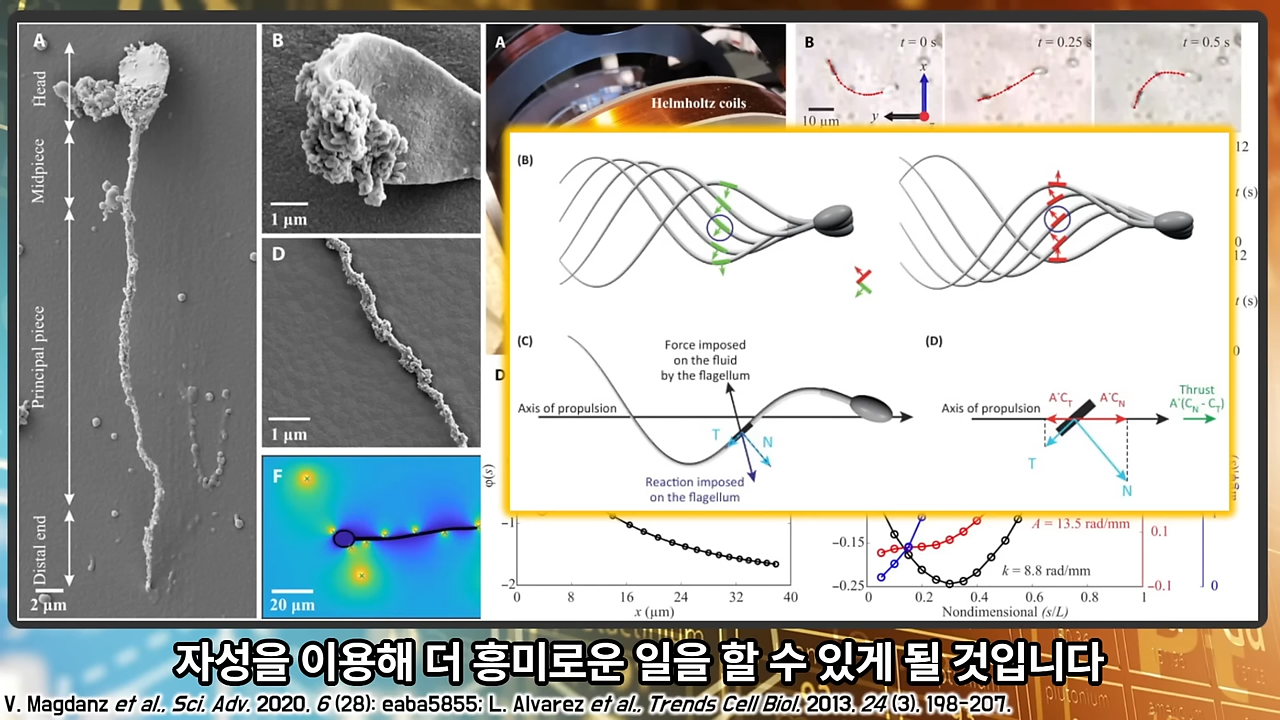 A
Head
Midpiece
Principal piece
Distal end
2 μm
B
1 μm
D
1 μm
F
20 μm
A
Helmholtz coils
B
t = 0 s
t = 0.25 s
t = 0.5 s
x
y
10 μm
12
t (s)
0
12
t (s)
0
(B)
(C)
Force imposed
on the fluid
by the flagellum
Axis of propulsion
T
N
Reaction imposed
on the flagellum
(D)
Axis of propulsion
A·C_T
A·C_N
Thrust
A·(C_N - C_T)
T
N
D
φ(s)
−1
−2
0
8
16
24
32
40
x (μm)
−0.15
−0.25
A = 13.5 rad/mm
k = 8.8 rad/mm
0
0.2
0.4
0.6
0.8
1
Nondimensional (s/L)
0.1
−0.1
0
자성을 이용해 더 흥미로운 일을 할 수 있게 될 것입니다
V. Magdanz et al., Sci. Adv. 2020, 6 (28): eaba5855; L. Alvarez et al., Trends Cell Biol. 2013, 24 (3), 198-207.